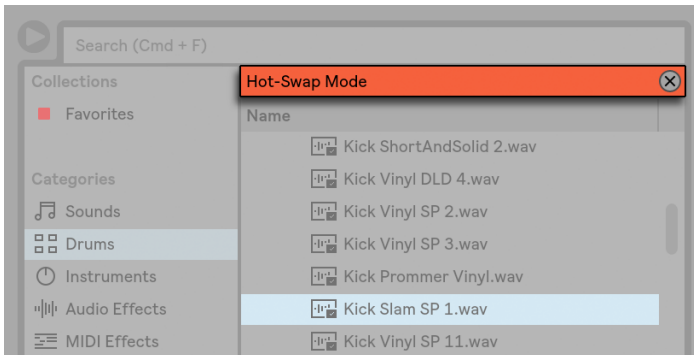 Search (Cmd + F)
Collections
Favorites
Categories
Sounds
Drums
Instruments
Audio Effects
MIDI Effects
Hot-Swap Mode
Name
Kick ShortAndSolid 2.wav
Kick Vinyl DLD 4.wav
Kick Vinyl SP 2.wav
Kick Vinyl SP 3.wav
Kick Prommer Vinyl.wav
Kick Slam SP 1.wav
Kick Vinyl SP 11.wav